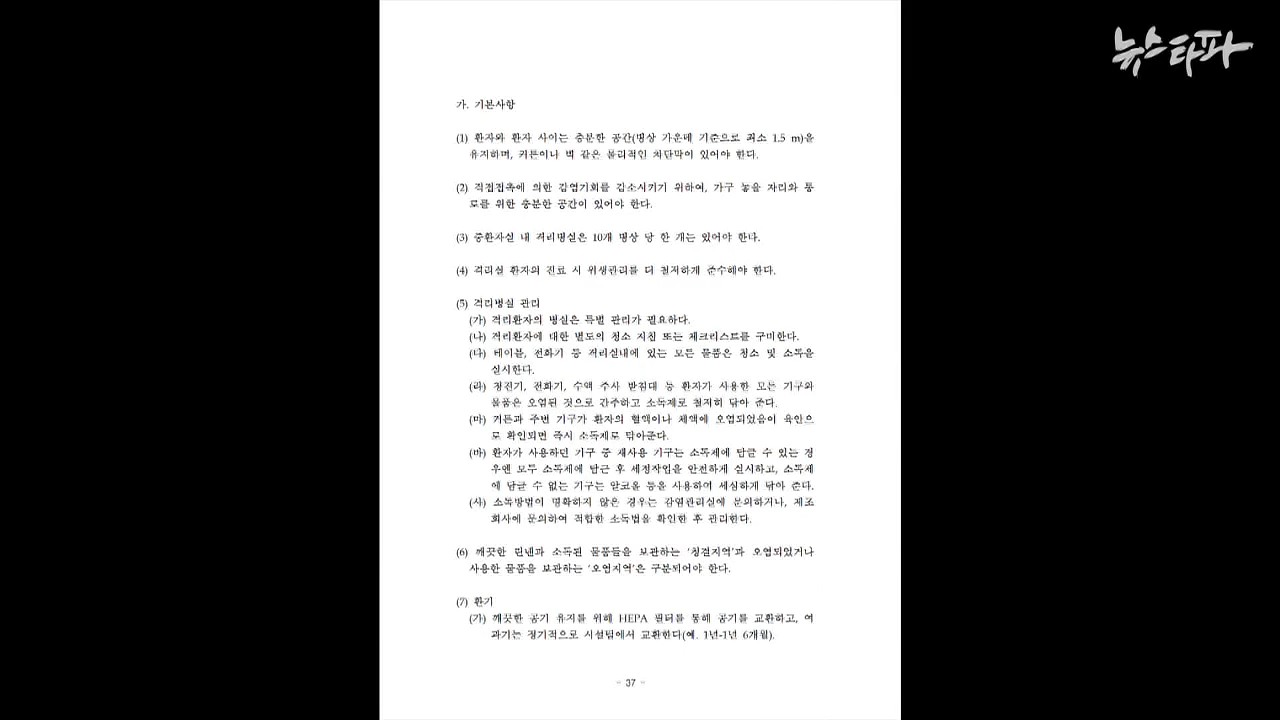 뉴스타파
가. 기본사항
(1) 환자와 환자 사이는 충분한 공간(병상 가운데 기준으로 최소 1.5 m)을
유지하며, 커튼이나 벽 같은 물리적인 차단막이 있어야 한다.
(2) 직접접촉에 의한 감염기회를 감소시키기 위하여, 가구 놓을 자리와 통
로를 위한 충분한 공간이 있어야 한다.
(3) 중환자실 내 격리병실은 10개 병상 당 한 개는 있어야 한다.
(4) 격리실 환자의 진료 시 위생관리를 더 철저하게 준수해야 한다.
(5) 격리병실 관리
(가) 격리환자의 병실은 특별 관리가 필요하다.
(나) 격리환자에 대한 별도의 청소 지침 또는 체크리스트를 구비한다.
(다) 테이블, 전화기 등 격리실내에 있는 모든 물품은 청소 및 소독을
실시한다.
(라) 청진기, 전화기, 수액 주사 받침대 등 환자가 사용한 모든 기구와
물품은 오염된 것으로 간주하고 소독제로 철저히 닦아 준다.
(마) 커튼과 주변 기구가 환자의 혈액이나 체액에 오염되었음이 육안으
로 확인되면 즉시 소독제로 닦아준다.
(바) 환자가 사용하던 기구 중 재사용 기구는 소독제에 담글 수 있는 경
우엔 모두 소독제에 담근 후 세정작업을 안전하게 실시하고, 소독제
에 담글 수 없는 기구는 알코올 등을 사용하여 세심하게 닦아 준다.
(사) 소독방법이 명확하지 않은 경우는 감염관리실에 문의하거나, 제조
회사에 문의하여 적합한 소독법을 확인한 후 관리한다.
(6) 깨끗한 린넨과 소독된 물품들을 보관하는 '청결지역'과 오염되었거나
사용한 물품을 보관하는 '오염지역'은 구분되어야 한다.
(7) 환기
(가) 깨끗한 공기 유지를 위해 HEPA 필터를 통해 공기를 교환하고, 여
과기는 정기적으로 시설팀에서 교환한다(예. 1년-1년 6개월).
- 37 -